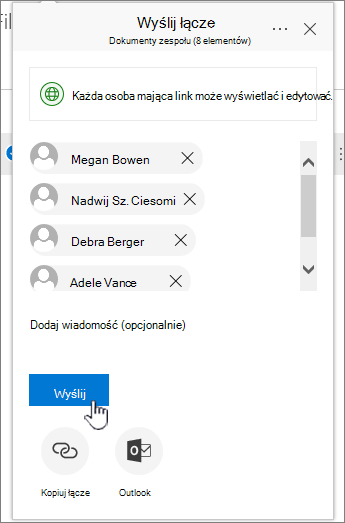 Fil
Wyślij łącze
Dokumenty zespołu (8 elementów)
Każda osoba mająca link może wyświetlać i edytować.
Megan Bowen
Nadwij Sz. Ciesomi
Debra Berger
Adele Vance
Dodaj wiadomość (opcjonalnie)
Wyślij
Kopiuj łącze
Outlook